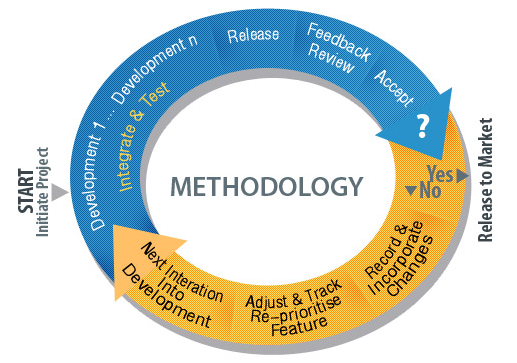 START
Initiate Project
Development 1 .... Development n
Integrate & Test
Release
Feedback
Review
Accept
?
Yes
No
Release to Market
Record &
Incorporate
Changes
Adjust & Track
Re-prioritise
Feature
Next Interation
Into
Development
METHODOLOGY